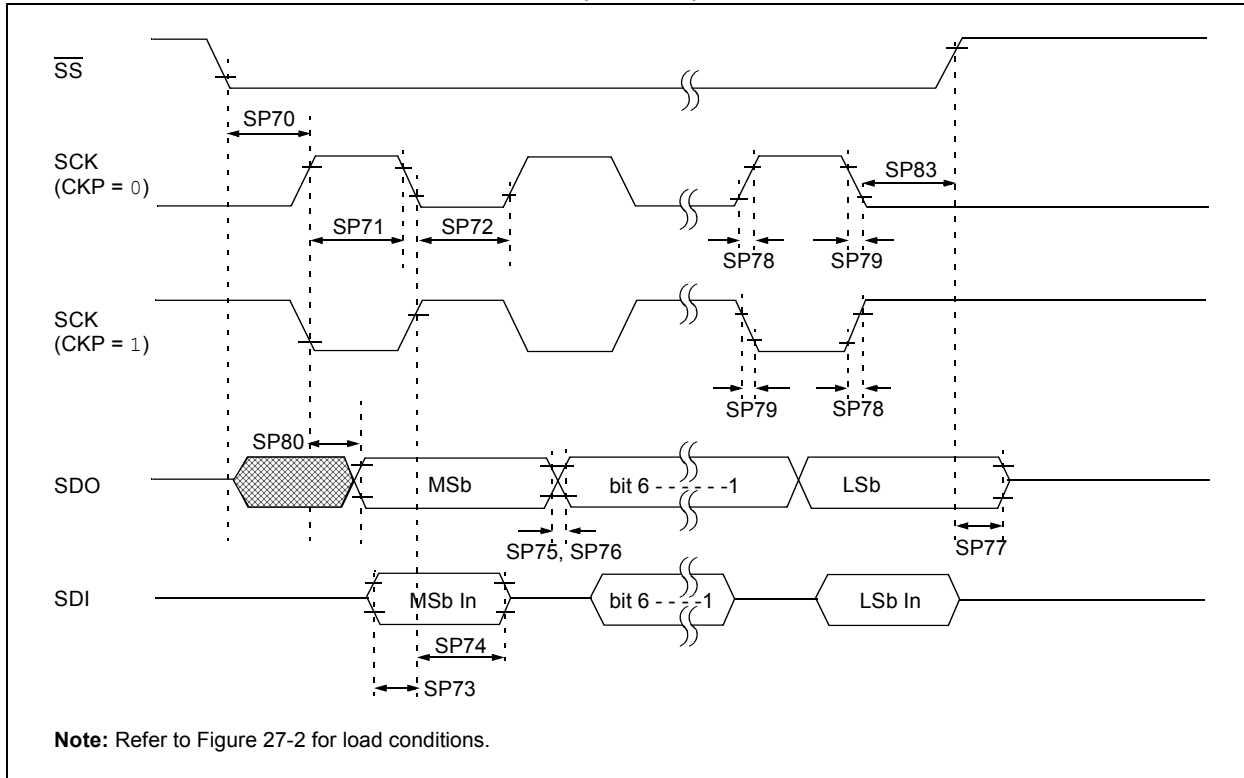 SS
SP70
SCK
(CKP = 0)
SP83
SP71
SP72
SP78
SP79
SCK
(CKP = 1)
SP79
SP78
SP80
SDO
MSb
bit 6 - - - - - -1
LSb
SP75, SP76
SP77
SDI
MSb In
bit 6 - - - -1
LSb In
SP74
SP73
Note: Refer to Figure 27-2 for load conditions.